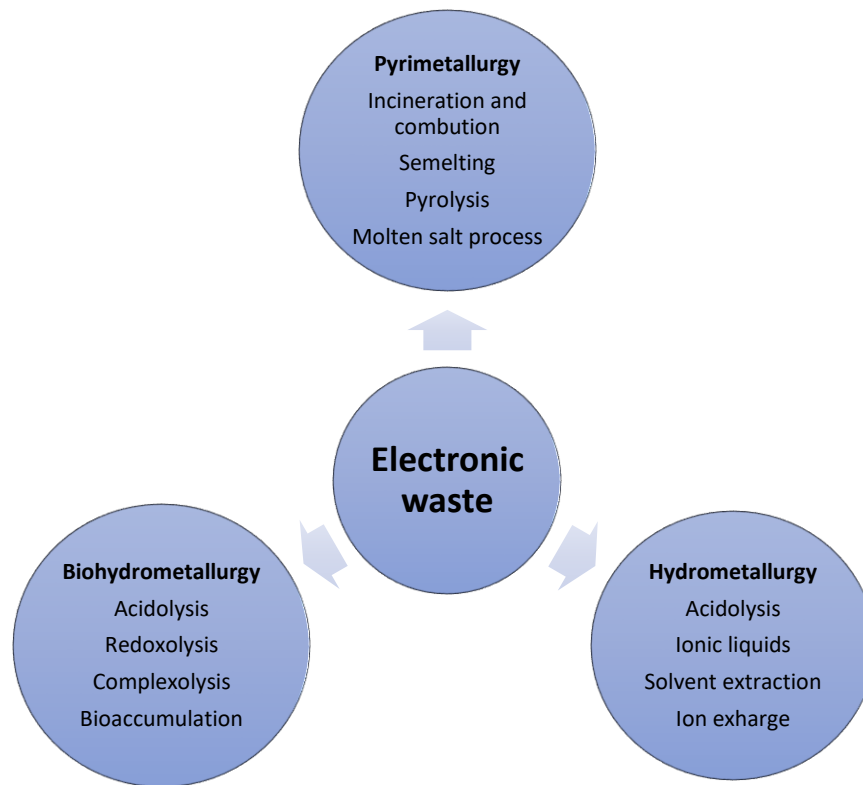 Pyrimetallurgy
Incineration and
combution
Semelting
Pyrolysis
Molten salt process
Electronic
waste
Biohydrometallurgy
Acidolysis
Redoxolysis
Complexolysis
Bioaccumulation
Hydrometallurgy
Acidolysis
Ionic liquids
Solvent extraction
Ion exharge